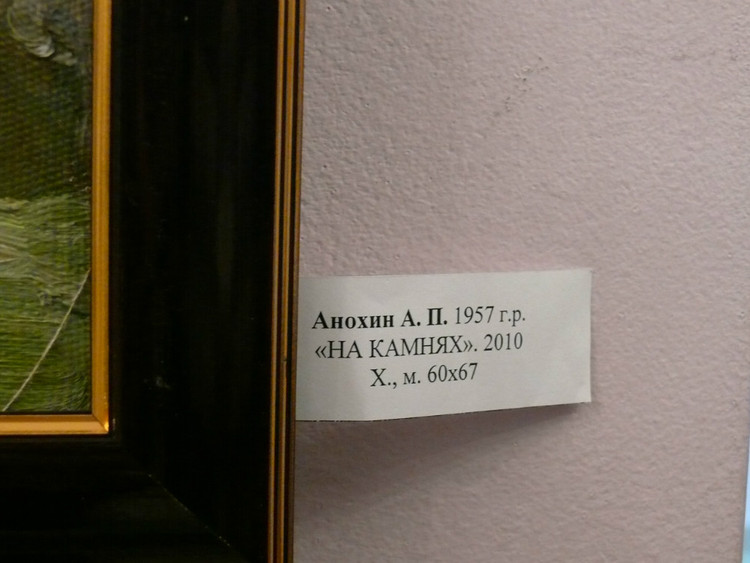 Анохин А. П. 1957 г.р.
«НА КАМНЯХ». 2010
Х., м. 60х67